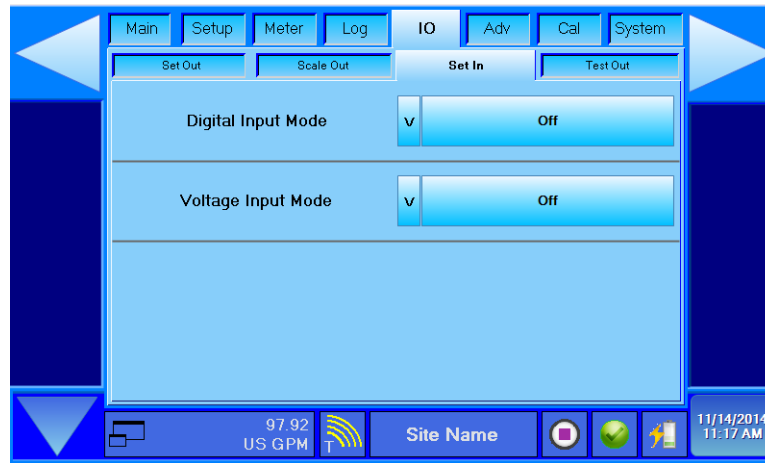 Main Setup Meter Log IO Adv Cal System
Set Out Scale Out Set In Test Out
Digital Input Mode v Off
Voltage Input Mode v Off
97.92
US GPM
T
Site Name
11/14/2014
11:17 AM